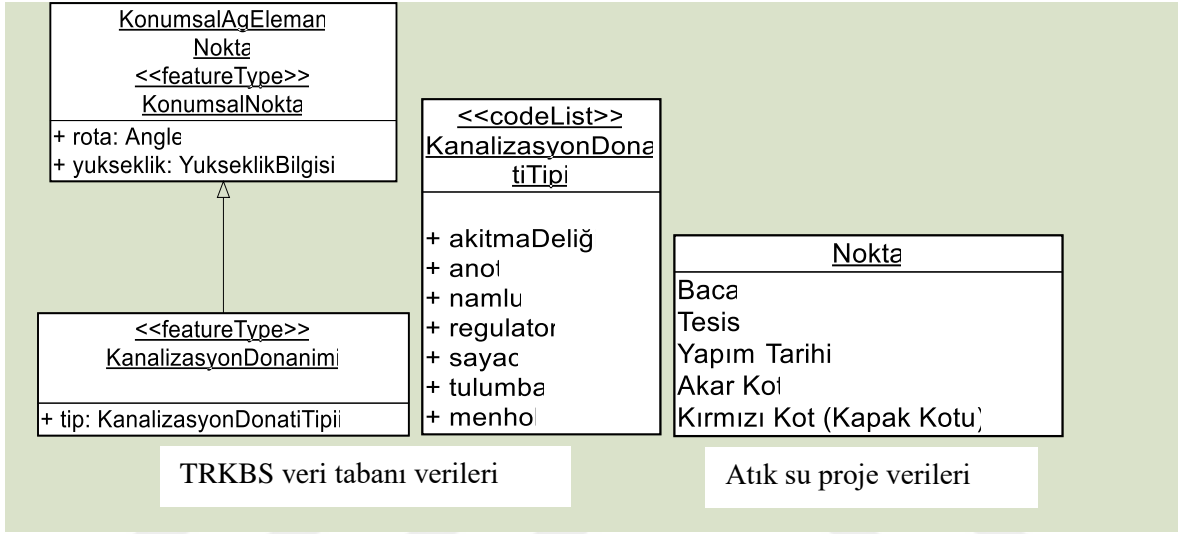 KonumsalAgEleman
Nokta
<<featureType>>
KonumsalNokta
+ rota: Angle
+ yukseklik: YukseklikBilgisi
<<featureType>>
KanalizasyonDonanimi
+ tip: KanalizasyonDonatiTipi
<<codeList>>
KanalizasyonDona
tiTipi
+ akitmaDeliğ
+ anot
+ namlu
+ regulator
+ sayac
+ tulumba
+ menhol
Nokta
Baca
Tesis
Yapım Tarihi
Akar Kot
Kırmızı Kot (Kapak Kotu)
TRKBS veri tabanı verileri
Atık su proje verileri